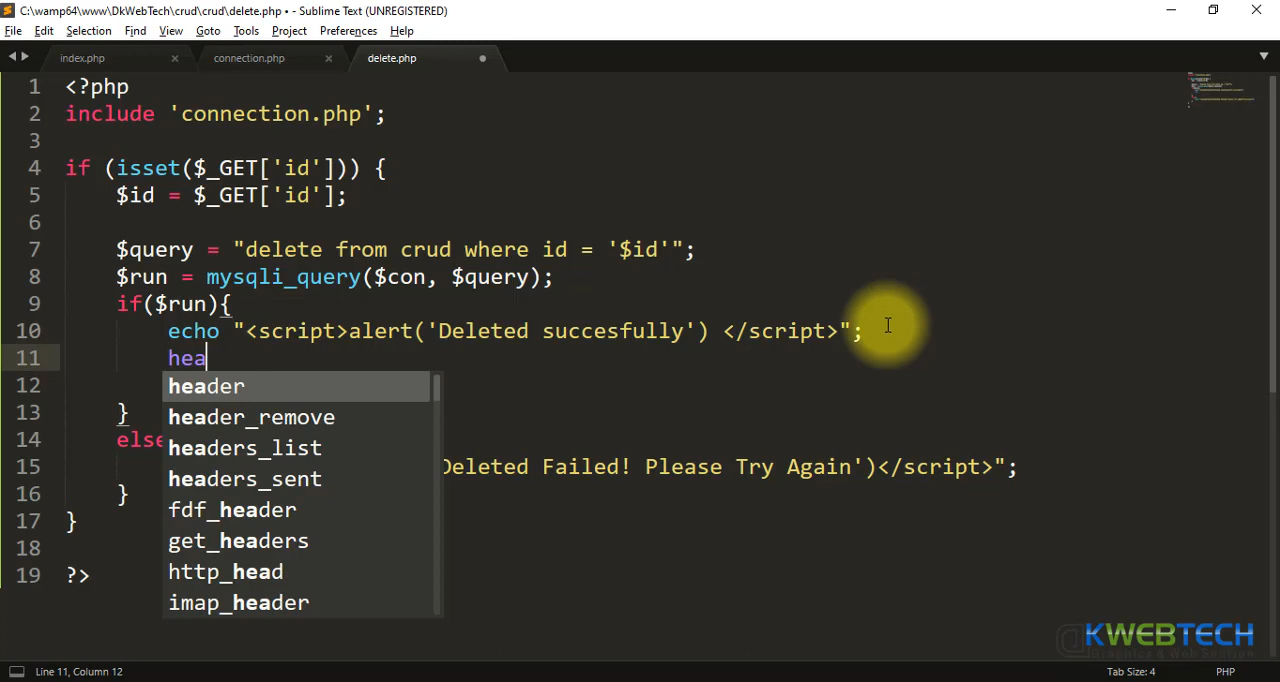 C:\wamp64\www\DkWebTech\crud\crud\delete.php • - Sublime Text (UNREGISTERED)
File Edit Selection Find View Goto Tools Project Preferences Help
index.php × connection.php × delete.php
1 <?php
2 include 'connection.php';
3
4 if (isset($_GET['id'])) {
5 $id = $_GET['id'];
6
7 $query = "delete from crud where id = '$id'";
8 $run = mysqli_query($con, $query);
9 if($run){
10 echo "<script>alert('Deleted succesfully') </script>";
11 hea
12 header
header_remove
13 }
14 else headers_list
15 headers_sent Deleted Failed! Please Try Again')</script>";
16 }
fdf_header
17 }
get_headers
18
19 ?> http_head
imap_header
KWEBTECH
Graphics & Web Solution
Line 11, Column 12 Tab Size: 4 PHP